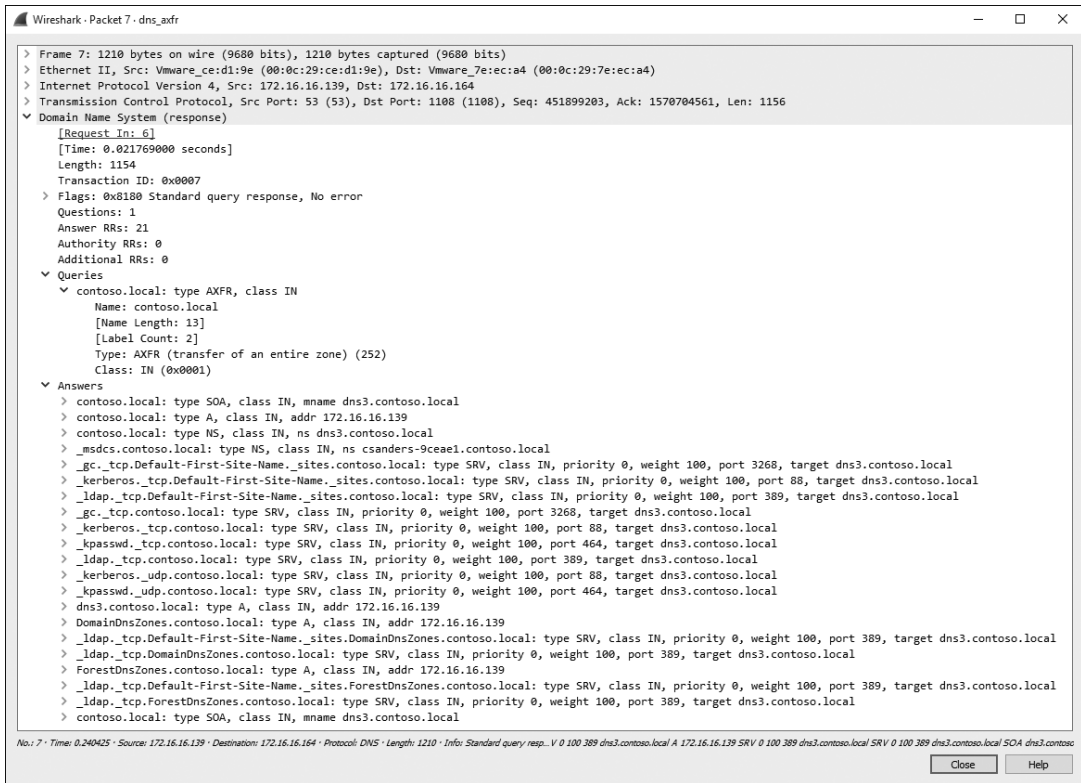 Wireshark · Packet 7 · dns_axfr
> Frame 7: 1210 bytes on wire (9680 bits), 1210 bytes captured (9680 bits)
> Ethernet II, Src: Vmware_ce:d1:9e (00:0c:29:ce:d1:9e), Dst: Vmware_7e:ec:a4 (00:0c:29:7e:ec:a4)
> Internet Protocol Version 4, Src: 172.16.16.139, Dst: 172.16.16.164
> Transmission Control Protocol, Src Port: 53 (53), Dst Port: 1108 (1108), Seq: 451899203, Ack: 1570704561, Len: 1156
Domain Name System (response)
[Request In: 6]
[Time: 0.021769000 seconds]
Length: 1154
Transaction ID: 0x0007
> Flags: 0x8180 Standard query response, No error
Questions: 1
Answer RRs: 21
Authority RRs: 0
Additional RRs: 0
Queries
contoso.local: type AXFR, class IN
Name: contoso.local
[Name Length: 13]
[Label Count: 2]
Type: AXFR (transfer of an entire zone) (252)
Class: IN (0x0001)
Answers
> contoso.local: type SOA, class IN, mname dns3.contoso.local
> contoso.local: type A, class IN, addr 172.16.16.139
> contoso.local: type NS, class IN, ns dns3.contoso.local
> _msdcs.contoso.local: type NS, class IN, ns csanders-9ceae1.contoso.local
> _gc._tcp.Default-First-Site-Name._sites.contoso.local: type SRV, class IN, priority 0, weight 100, port 3268, target dns3.contoso.local
> _kerberos._tcp.Default-First-Site-Name._sites.contoso.local: type SRV, class IN, priority 0, weight 100, port 88, target dns3.contoso.local
> _ldap._tcp.Default-First-Site-Name._sites.contoso.local: type SRV, class IN, priority 0, weight 100, port 389, target dns3.contoso.local
> _gc._tcp.contoso.local: type SRV, class IN, priority 0, weight 100, port 3268, target dns3.contoso.local
> _kerberos._tcp.contoso.local: type SRV, class IN, priority 0, weight 100, port 88, target dns3.contoso.local
> _kpasswd._tcp.contoso.local: type SRV, class IN, priority 0, weight 100, port 464, target dns3.contoso.local
> _ldap._tcp.contoso.local: type SRV, class IN, priority 0, weight 100, port 389, target dns3.contoso.local
> _kerberos._udp.contoso.local: type SRV, class IN, priority 0, weight 100, port 88, target dns3.contoso.local
> _kpasswd._udp.contoso.local: type SRV, class IN, priority 0, weight 100, port 464, target dns3.contoso.local
> dns3.contoso.local: type A, class IN, addr 172.16.16.139
> DomainDnsZones.contoso.local: type A, class IN, addr 172.16.16.139
> _ldap._tcp.Default-First-Site-Name._sites.DomainDnsZones.contoso.local: type SRV, class IN, priority 0, weight 100, port 389, target dns3.contoso.local
> _ldap._tcp.DomainDnsZones.contoso.local: type SRV, class IN, priority 0, weight 100, port 389, target dns3.contoso.local
> ForestDnsZones.contoso.local: type A, class IN, addr 172.16.16.139
> _ldap._tcp.Default-First-Site-Name._sites.ForestDnsZones.contoso.local: type SRV, class IN, priority 0, weight 100, port 389, target dns3.contoso.local
> _ldap._tcp.ForestDnsZones.contoso.local: type SRV, class IN, priority 0, weight 100, port 389, target dns3.contoso.local
> contoso.local: type SOA, class IN, mname dns3.contoso.local
No.: 7 · Time: 0.240425 · Source: 172.16.16.139 · Destination: 172.16.16.164 · Protocol: DNS · Length: 1210 · Info: Standard query resp... V 0 100 389 dns3.contoso.local A 172.16.16.139 SRV 0 100 389 dns3.contoso.local SRV 0 100 389 dns3.contoso.local SOA dns3.contoso
Close Help